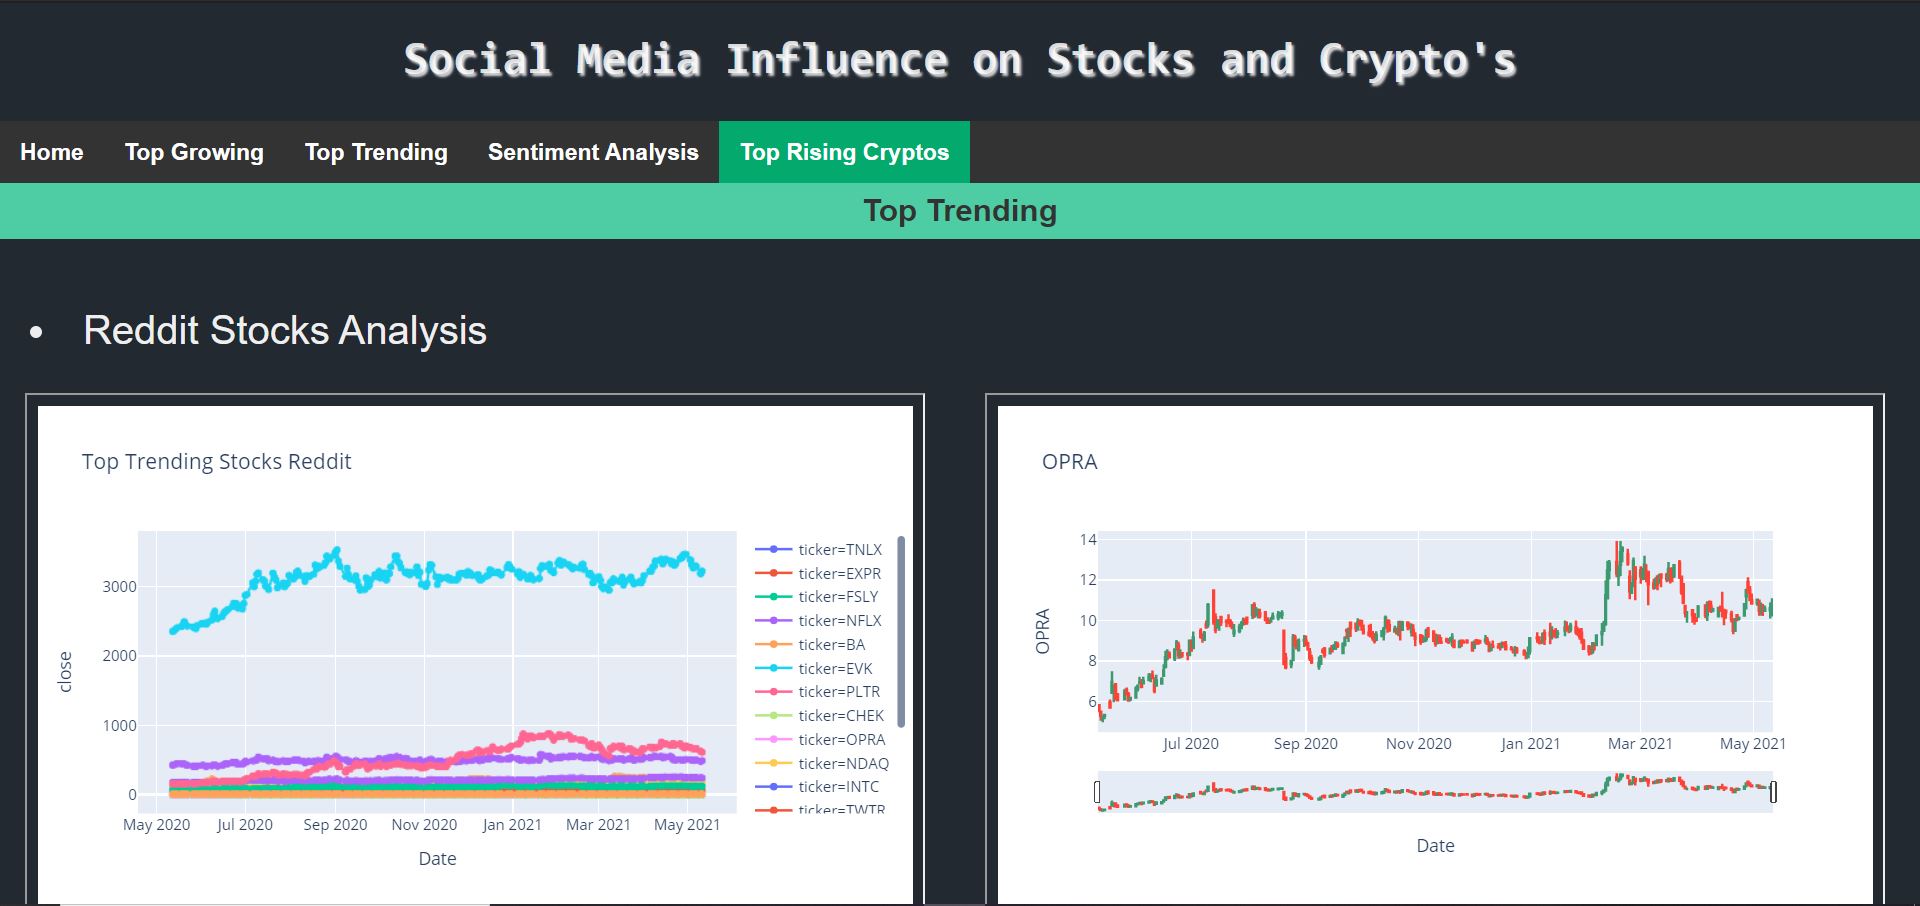 Social Media Influence on Stocks and Crypto's
Home Top Growing Top Trending Sentiment Analysis Top Rising Cryptos
Top Trending
• Reddit Stocks Analysis
Top Trending Stocks Reddit
close
3000
2000
1000
0
May 2020 Jul 2020 Sep 2020 Nov 2020 Jan 2021 Mar 2021 May 2021
Date
ticker=TNLX
ticker=EXPR
ticker=FSLY
ticker=NFLX
ticker=BA
ticker=EVK
ticker=PLTR
ticker=CHEK
ticker=OPRA
ticker=NDAQ
ticker=INTC
ticker=TWTR
OPRA
OPRA
14
12
10
8
6
Jul 2020 Sep 2020 Nov 2020 Jan 2021 Mar 2021 May 2021
Date